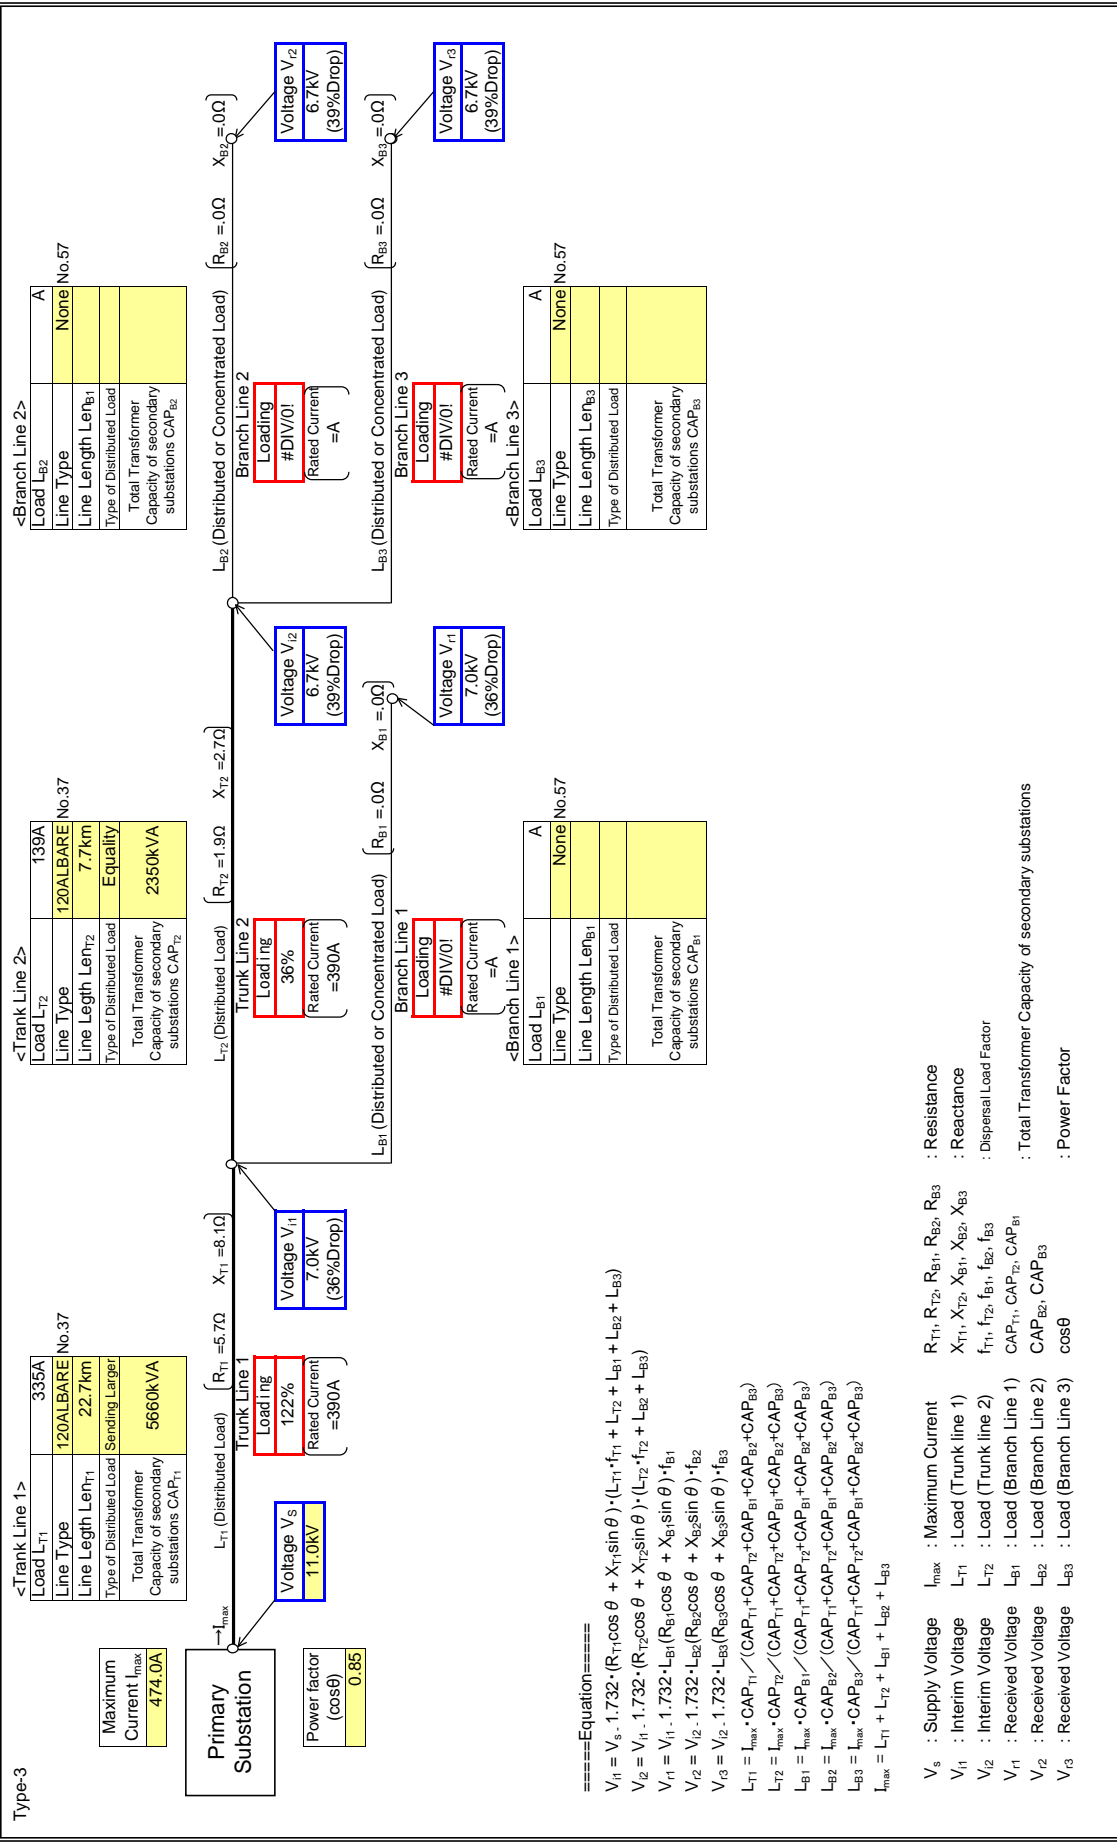 Type-3
Maximum
Current Imax
474.0A
Primary
Substation
Power factor
(cosθ)
0.85
→Imax
Voltage VS
11.0kV
<Trank Line 1>
Load LT1 335A
Line Type 120ALBARE No.37
Line Legth LenT1 22.7km
Type of Distributed Load Sending Larger
Total Transformer
Capacity of secondary
substations CAPT1
5660kVA
LT1 (Distributed Load)
RT1 =5.7Ω XT1 =8.1Ω
Trunk Line 1
Loading
122%
Rated Current
=390A
Voltage Vi1
7.0kV
(36%Drop)
<Trank Line 2>
Load LT2 139A
Line Type 120ALBARE No.37
Line Legth LenT2 7.7km
Type of Distributed Load Equality
Total Transformer
Capacity of secondary
substations CAPT2
2350kVA
LT2 (Distributed Load)
RT2 =1.9Ω XT2 =2.7Ω
Trunk Line 2
Loading
36%
Rated Current
=390A
Voltage Vi2
6.7kV
(39%Drop)
LB1 (Distributed or Concentrated Load)
RB1 =.0Ω XB1 =.0Ω
Branch Line 1
Loading
#DIV/0!
Rated Current
=A
Voltage Vr1
7.0kV
(36%Drop)
<Branch Line 1>
Load LB1 A
Line Type None No.57
Line Length LenB1
Type of Distributed Load
Total Transformer
Capacity of secondary
substations CAPB1
<Branch Line 2>
Load LB2 A
Line Type None No.57
Line Length LenB1
Type of Distributed Load
Total Transformer
Capacity of secondary
substations CAPB2
LB2 (Distributed or Concentrated Load)
RB2 =.0Ω XB2 =.0Ω
Branch Line 2
Loading
#DIV/0!
Rated Current
=A
Voltage Vr2
6.7kV
(39%Drop)
LB3 (Distributed or Concentrated Load)
RB3 =.0Ω XB3 =.0Ω
Branch Line 3
Loading
#DIV/0!
Rated Current
=A
Voltage Vr3
6.7kV
(39%Drop)
<Branch Line 3>
Load LB3 A
Line Type None No.57
Line Length LenB3
Type of Distributed Load
Total Transformer
Capacity of secondary
substations CAPB3
=====Equation=====
Vi1 = Vs - 1.732・(RT1cos θ + XT1sin θ)・(LT1・fT1 + LT2 + LB1 + LB2 + LB3)
Vi2 = Vi1 - 1.732・(RT2cos θ + XT2sin θ)・(LT2・fT2 + LB2 + LB3)
Vr1 = Vi1 - 1.732・LB1(RB1cos θ + XB1sin θ)・fB1
Vr2 = Vi2 - 1.732・LB2(RB2cos θ + XB2sin θ)・fB2
Vr3 = Vi2 - 1.732・LB3(RB3cos θ + XB3sin θ)・fB3
LT1 = Imax・CAPT1／(CAPT1+CAPT2+CAPB1+CAPB2+CAPB3)
LT2 = Imax・CAPT2／(CAPT1+CAPT2+CAPB1+CAPB2+CAPB3)
LB1 = Imax・CAPB1／(CAPT1+CAPT2+CAPB1+CAPB2+CAPB3)
LB2 = Imax・CAPB2／(CAPT1+CAPT2+CAPB1+CAPB2+CAPB3)
LB3 = Imax・CAPB3／(CAPT1+CAPT2+CAPB1+CAPB2+CAPB3)
Imax = LT1 + LT2 + LB1 + LB2 + LB3
Vs : Supply Voltage Imax : Maximum Current RT1, RT2, RB1, RB2, RB3 : Resistance
Vi1 : Interim Voltage LT1 : Load (Trunk line 1) XT1, XT2, XB1, XB2, XB3 : Reactance
Vi2 : Interim Voltage LT2 : Load (Trunk line 2) fT1, fT2, fB1, fB2, fB3 : Dispersal Load Factor
Vr1 : Received Voltage LB1 : Load (Branch Line 1) CAPT1, CAPT2, CAPB1 : Total Transformer Capacity of secondary substations
Vr2 : Received Voltage LB2 : Load (Branch Line 2) CAPB2, CAPB3
Vr3 : Received Voltage LB3 : Load (Branch Line 3) cosθ : Power Factor